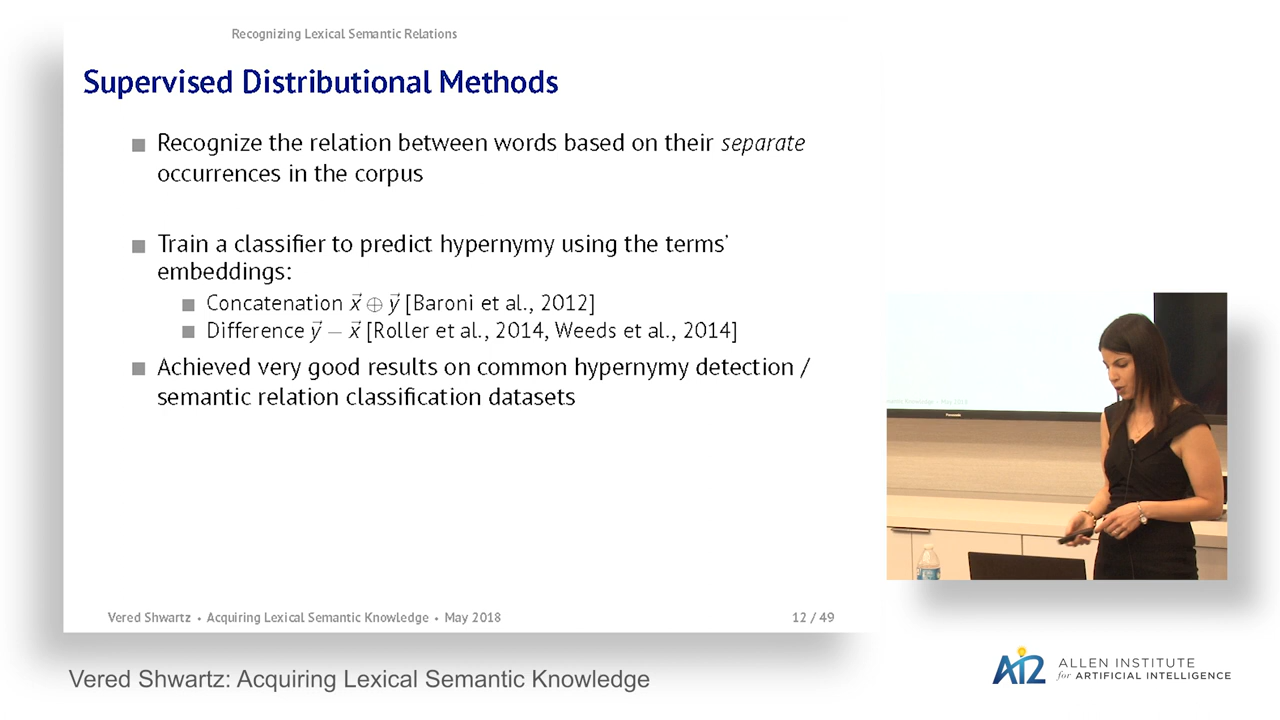 Recognizing Lexical Semantic Relations
Supervised Distributional Methods
■ Recognize the relation between words based on their separate
occurrences in the corpus
■ Train a classifier to predict hypernymy using the terms'
embeddings:
■ Concatenation x⃗ ⊕ y⃗ [Baroni et al., 2012]
■ Difference y⃗ − x⃗ [Roller et al., 2014, Weeds et al., 2014]
■ Achieved very good results on common hypernymy detection /
semantic relation classification datasets
Vered Shwartz • Acquiring Lexical Semantic Knowledge • May 2018
12 / 49
Vered Shwartz: Acquiring Lexical Semantic Knowledge
AI2
ALLEN INSTITUTE
for ARTIFICIAL INTELLIGENCE